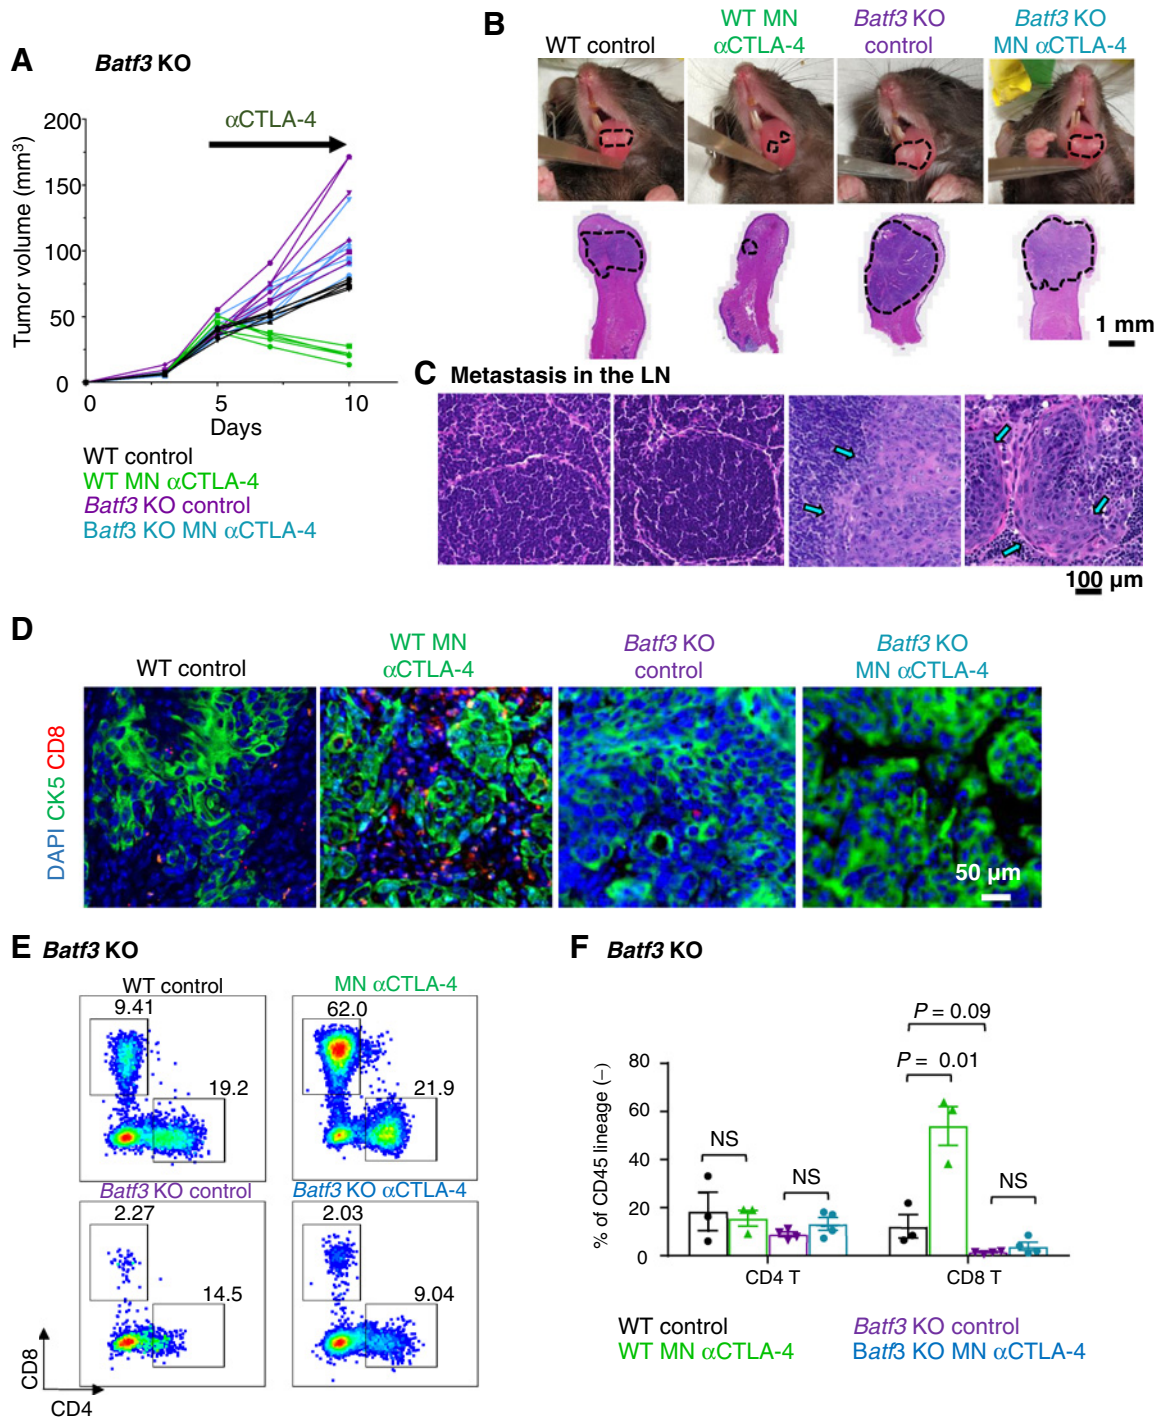 A
Batf3 KO
αCTLA-4
Tumor volume (mm³)
200
150
100
50
0
0
5
10
Days
WT control
WT MN αCTLA-4
Batf3 KO control
Batf3 KO MN αCTLA-4
B
WT control
WT MN
αCTLA-4
Batf3 KO
control
Batf3 KO
MN αCTLA-4
1 mm
C Metastasis in the LN
100 µm
D
WT control
WT MN
αCTLA-4
Batf3 KO
control
Batf3 KO
MN αCTLA-4
DAPI CK5 CD8
50 µm
E Batf3 KO
WT control
9.41
19.2
MN αCTLA-4
62.0
21.9
Batf3 KO control
2.27
14.5
Batf3 KO αCTLA-4
2.03
9.04
CD8
CD4
F Batf3 KO
% of CD45 lineage (–)
80
60
40
20
0
NS
NS
P = 0.09
P = 0.01
NS
CD4 T
CD8 T
WT control
WT MN αCTLA-4
Batf3 KO control
Batf3 KO MN αCTLA-4